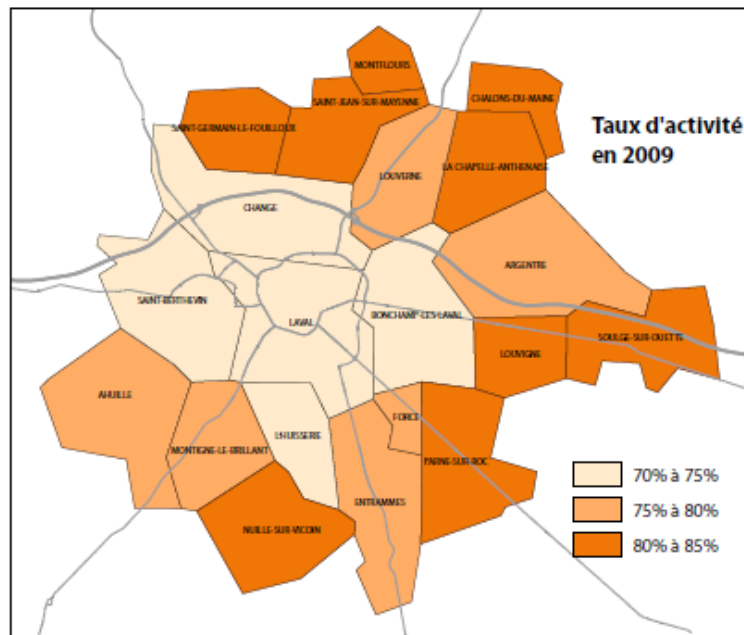 MONTFLOURS
SAINT-JEAN-SUR-MAYENNE
CHALONS-DU-MAINE
SAINT-GERMAIN-LE-FOUILLOUX
Taux d'activité
en 2009
LOUVERNE
LA CHAPELLE-ANTHENAISE
CHANGE
ARGENTRE
SAINT-BERTHEVIN
BONCHAMP-LES-LAVAL
LAVAL
SOULGE-SUR-OUETTE
LOUVIGNE
AHUILLE
FORCE
L'HUISSERIE
MONTIGNE-LE-BRILLANT
PARNE-SUR-ROC
ENTRAMMES
NUILLE-SUR-VICOIN
70% à 75%
75% à 80%
80% à 85%